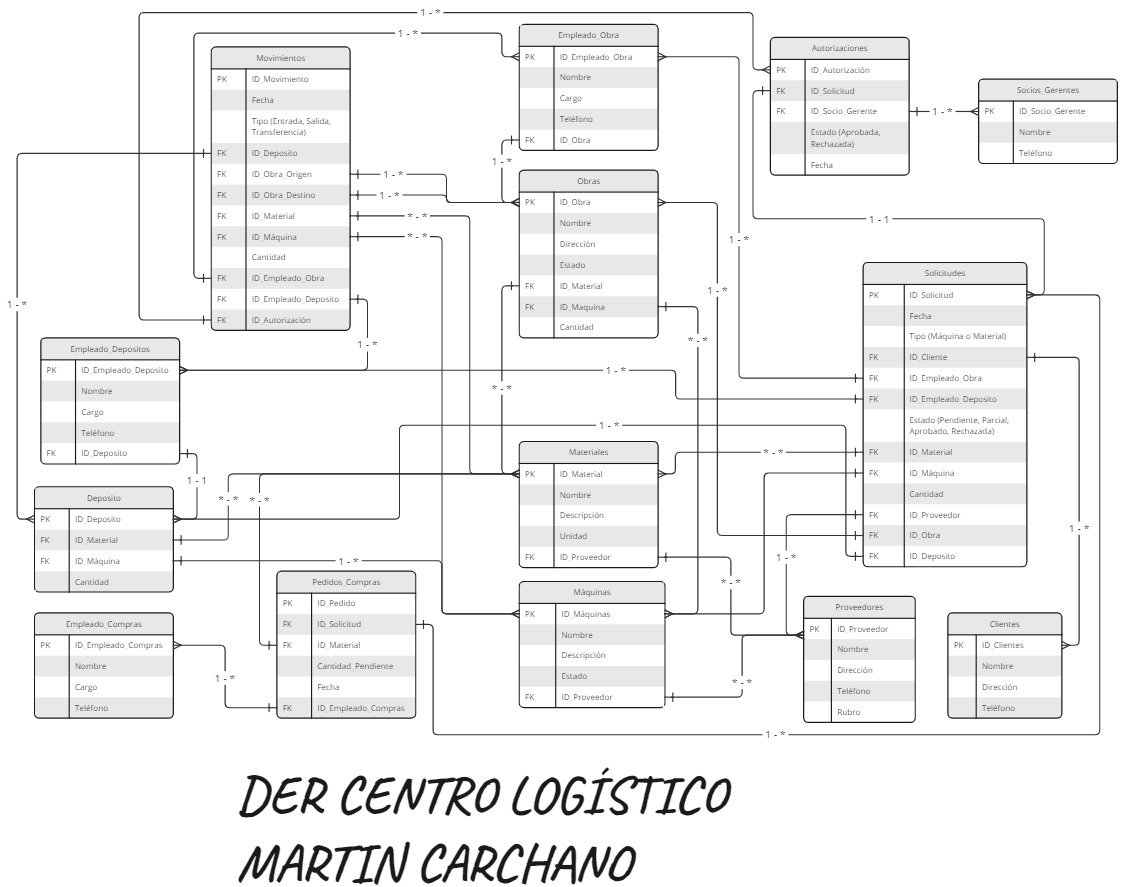 1 - *
1 - *
Movimientos
PK ID_Movimiento
Fecha
Tipo (Entrada, Salida,
Transferencia)
FK ID_Deposito
FK ID_Obra_Origen
FK ID_Obra_Destino
FK ID_Material
FK ID_Máquina
Cantidad
FK ID_Empleado_Obra
FK ID_Empleado_Deposito
FK ID_Autorización
1 - *
1 - *
* - *
* - *
1 - *
1 - *
Empleado_Obra
PK ID_Empleado_Obra
Nombre
Cargo
Teléfono
FK ID_Obra
1 - *
Obras
PK ID_Obra
Nombre
Dirección
Estado
FK ID_Material
FK ID_Maquina
Cantidad
Autorizaciones
PK ID_Autorización
FK ID_Solicitud
FK ID_Socio_Gerente
Estado (Aprobada,
Rechazada)
Fecha
1 - *
Socios_Gerentes
PK ID_Socio_Gerente
Nombre
Teléfono
1 - 1
1 - *
1 - *
* - *
Solicitudes
PK ID_Solicitud
Fecha
Tipo (Máquina o Material)
FK ID_Cliente
FK ID_Empleado_Obra
FK ID_Empleado_Deposito
Estado (Pendiente, Parcial,
Aprobado, Rechazada)
FK ID_Material
FK ID_Máquina
Cantidad
FK ID_Proveedor
FK ID_Obra
FK ID_Deposito
Empleado_Depositos
PK ID_Empleado_Deposito
Nombre
Cargo
Teléfono
FK ID_Deposito
1 - *
* - *
1 - *
* - *
1 - 1
* - *
* - *
Deposito
PK ID_Deposito
FK ID_Material
FK ID_Máquina
Cantidad
1 - *
Materiales
PK ID_Material
Nombre
Descripción
Unidad
FK ID_Proveedor
1 - *
1 - *
* - *
Pedidos_Compras
PK ID_Pedido
FK ID_Solicitud
FK ID_Material
Cantidad_Pendiente
Fecha
FK ID_Empleado_Compras
Máquinas
PK ID_Máquinas
Nombre
Descripción
Estado
FK ID_Proveedor
* - *
Empleado_Compras
PK ID_Empleado_Compras
Nombre
Cargo
Teléfono
1 - *
Proveedores
PK ID_Proveedor
Nombre
Dirección
Teléfono
Rubro
Clientes
PK ID_Clientes
Nombre
Dirección
Teléfono
1 - *
DER CENTRO LOGÍSTICO
MARTIN CARCHANO